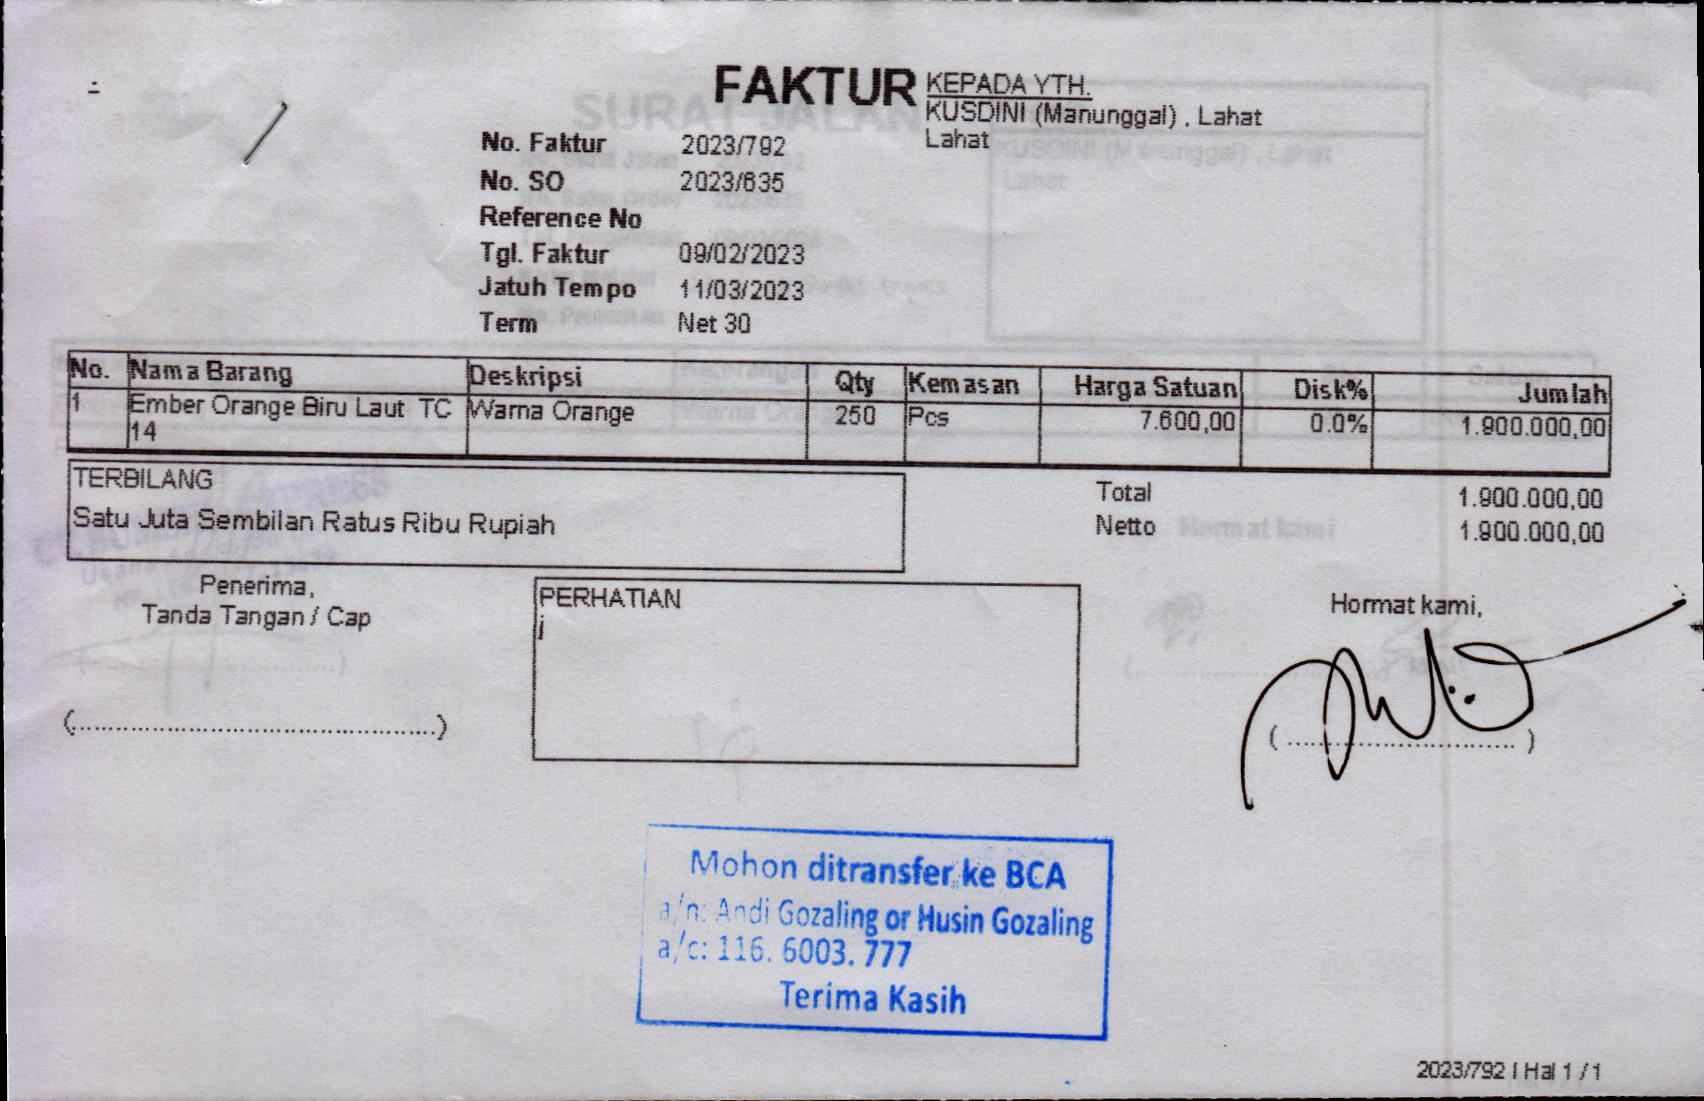 FAKTUR
KEPADA YTH.
KUSDINI (Manunggal) . Lahat
Lahat
No. Faktur 2023/792
No. SO 2023/635
Reference No
Tgl. Faktur 09/02/2023
Jatuh Tempo 11/03/2023
Term Net 30
No. Nama Barang Deskripsi Qty Kemasan Harga Satuan Disk% Jumlah
1 Ember Orange Biru Laut TC Warna Orange 250 Pcs 7.600,00 0.0% 1.900.000,00
14
TERBILANG
Satu Juta Sembilan Ratus Ribu Rupiah
Total 1.900.000,00
Netto 1.900.000,00
Penerima,
Tanda Tangan / Cap
(...............................................)
PERHATIAN
j
Hormat kami,
( ............................. )
Mohon ditransfer ke BCA
a/n: Andi Gozaling or Husin Gozaling
a/c: 116. 6003. 777
Terima Kasih
2023/792 | Hal 1 / 1